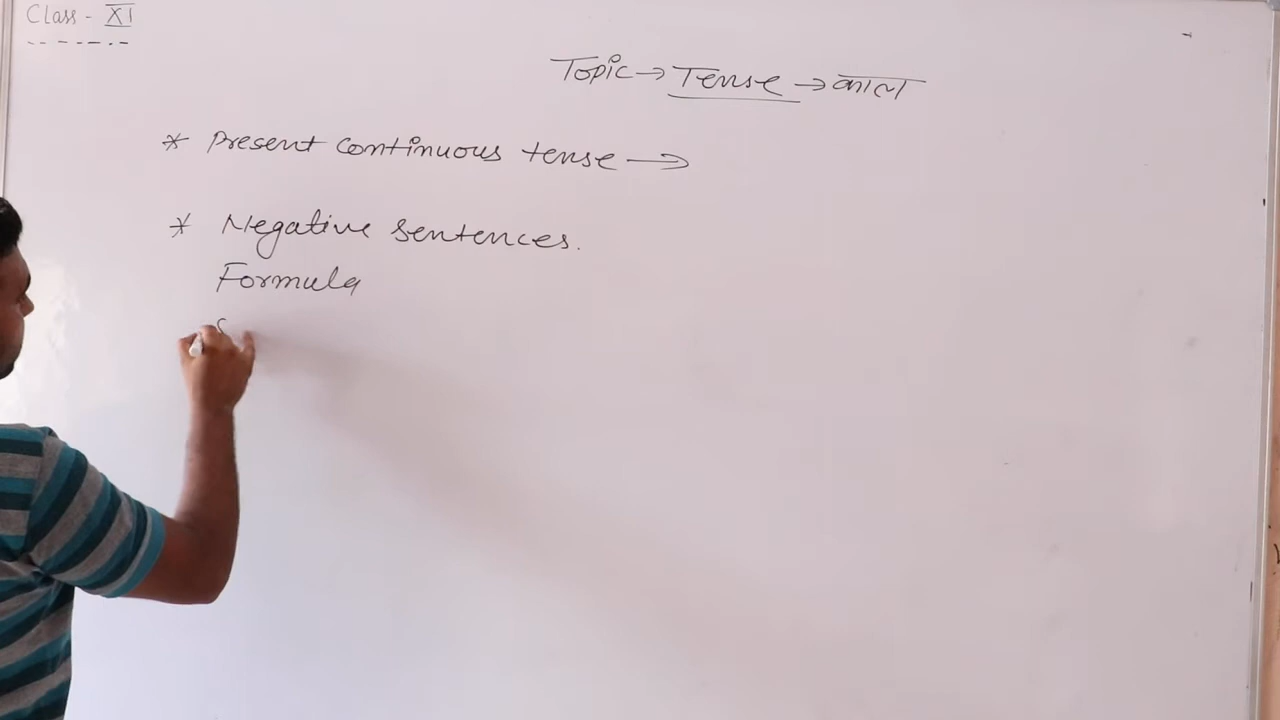 Class - XI
Topic → Tense → काल
* Present continuous tense →
* Negative sentences.
Formula